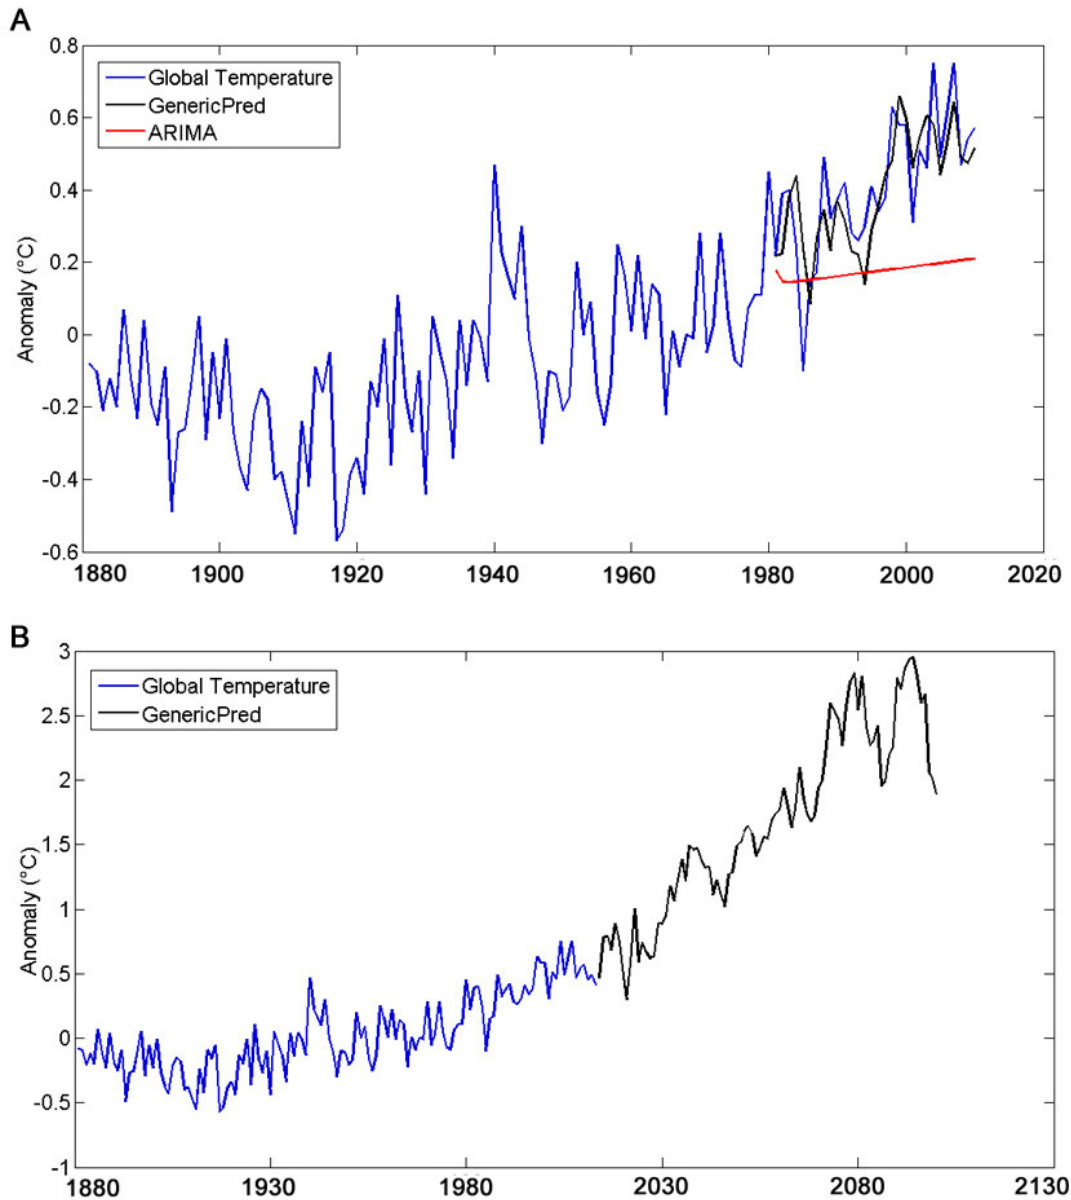 A
0.8
0.6
0.4
0.2
0
-0.2
-0.4
-0.6
Anomaly (°C)
Global Temperature
GenericPred
ARIMA
1880 1900 1920 1940 1960 1980 2000 2020
B
3
2.5
2
1.5
1
0.5
0
-0.5
-1
Anomaly (°C)
Global Temperature
GenericPred
1880 1930 1980 2030 2080 2130